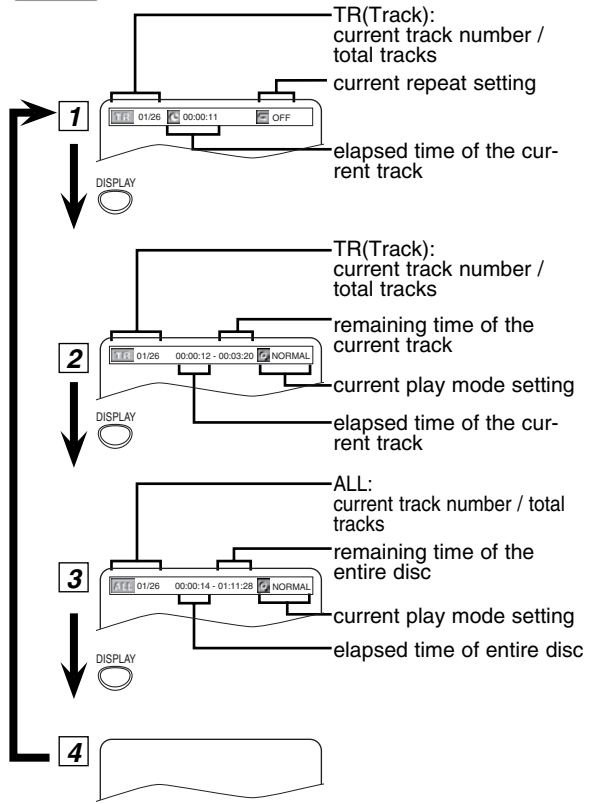 TR(Track):
current track number /
total tracks
current repeat setting
1
TR 01/26 00:00:11 OFF
elapsed time of the cur-
rent track
DISPLAY
TR(Track):
current track number /
total tracks
remaining time of the
current track
2
TR 01/26 00:00:12 - 00:03:20 NORMAL
current play mode setting
DISPLAY
elapsed time of the cur-
rent track
ALL:
current track number / total
tracks
remaining time of the
entire disc
3
ALL 01/26 00:00:14 - 01:11:28 NORMAL
current play mode setting
elapsed time of entire disc
DISPLAY
4